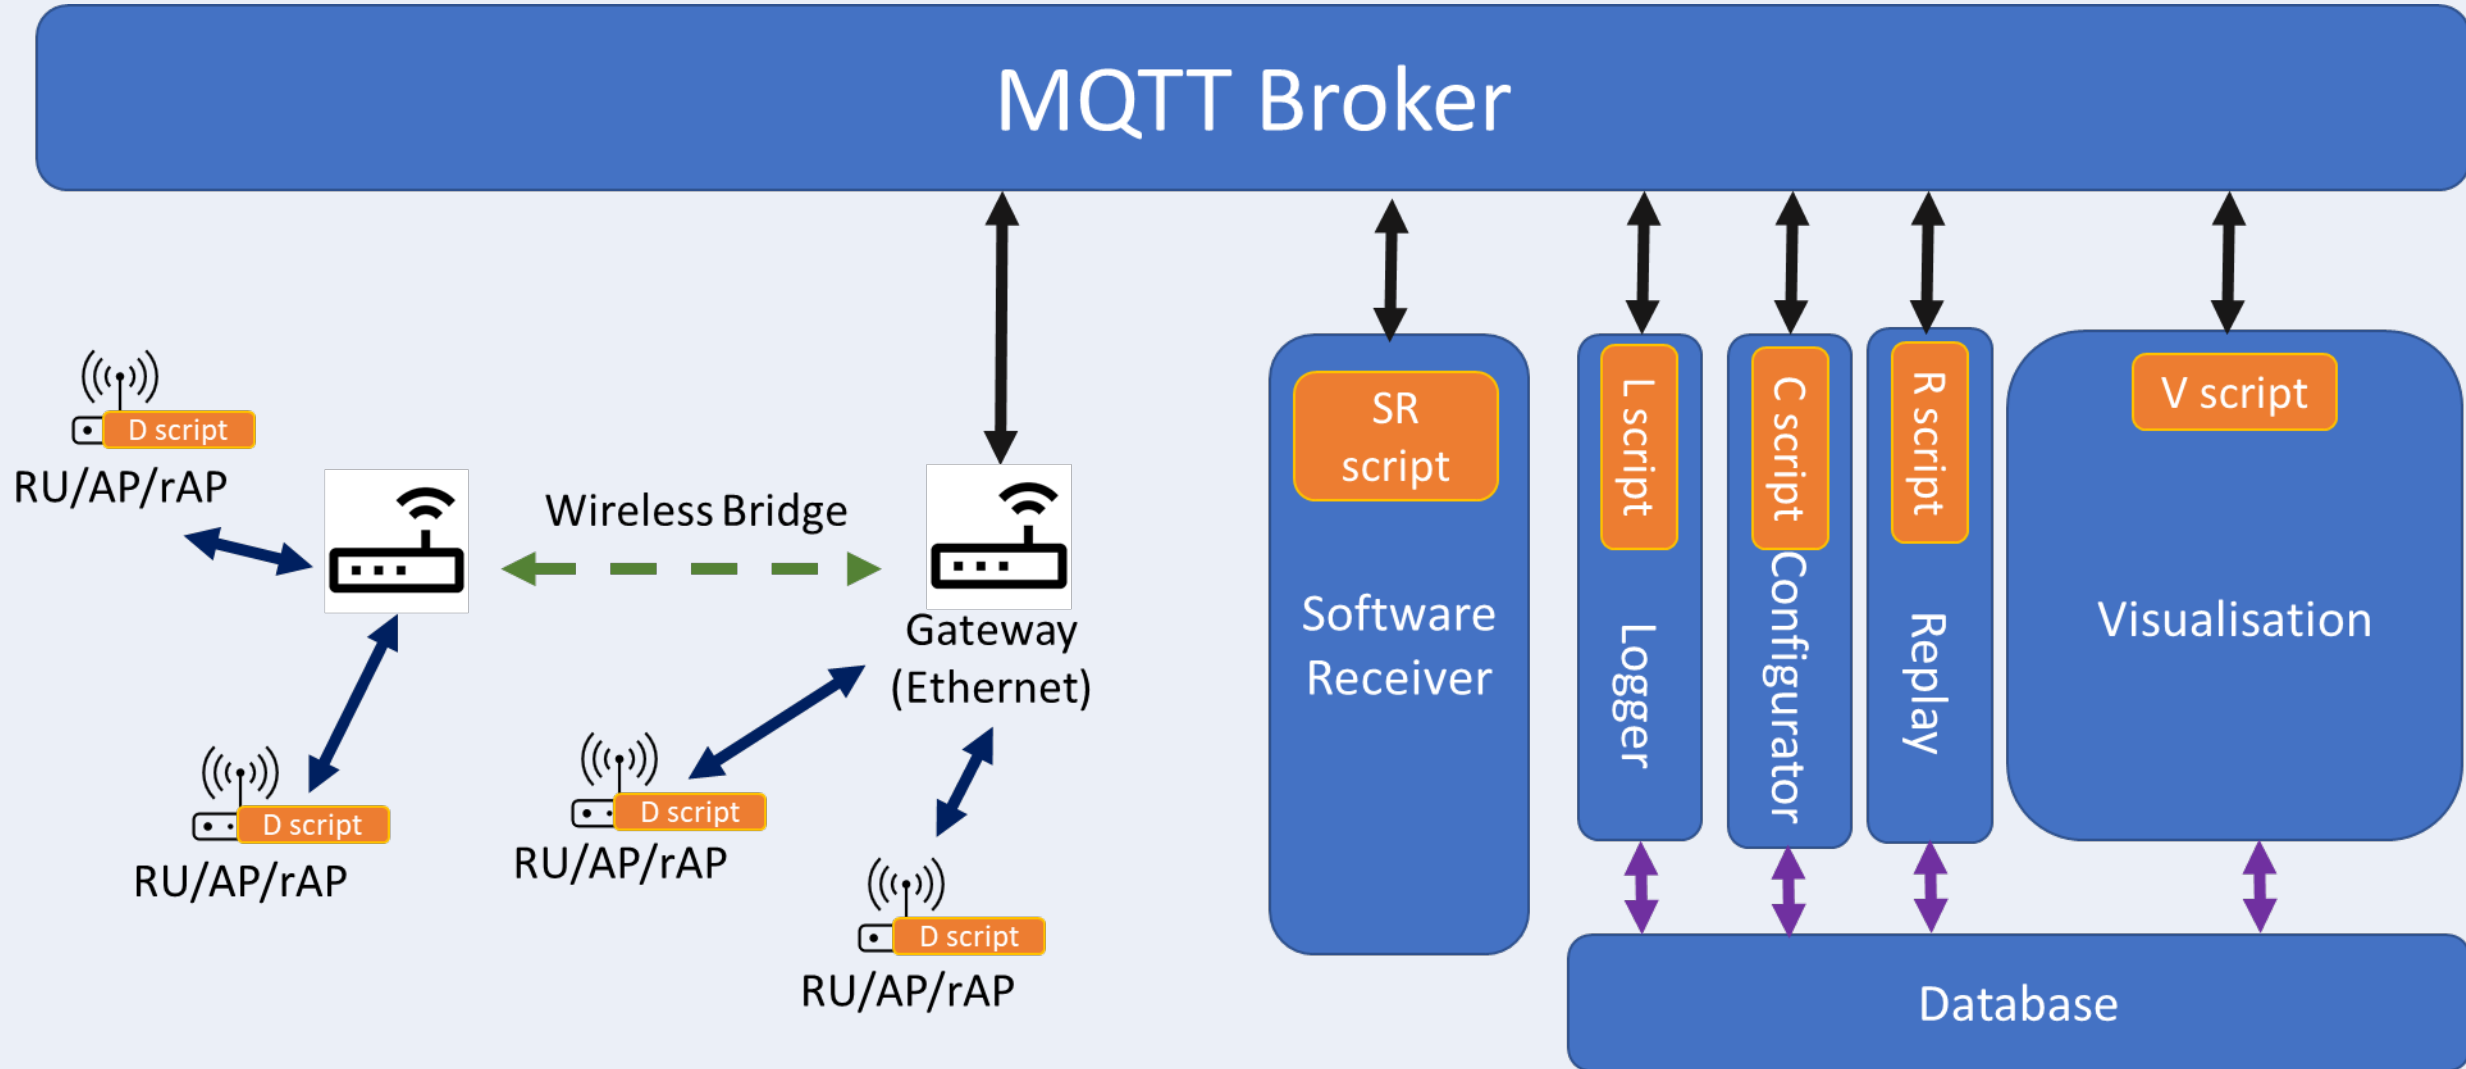 MQTT Broker
D script
RU/AP/rAP
Wireless Bridge
Gateway
(Ethernet)
D script
RU/AP/rAP
D script
RU/AP/rAP
D script
RU/AP/rAP
SR
script
Software
Receiver
L script
Logger
C script
Configurator
R script
Replay
V script
Visualisation
Database